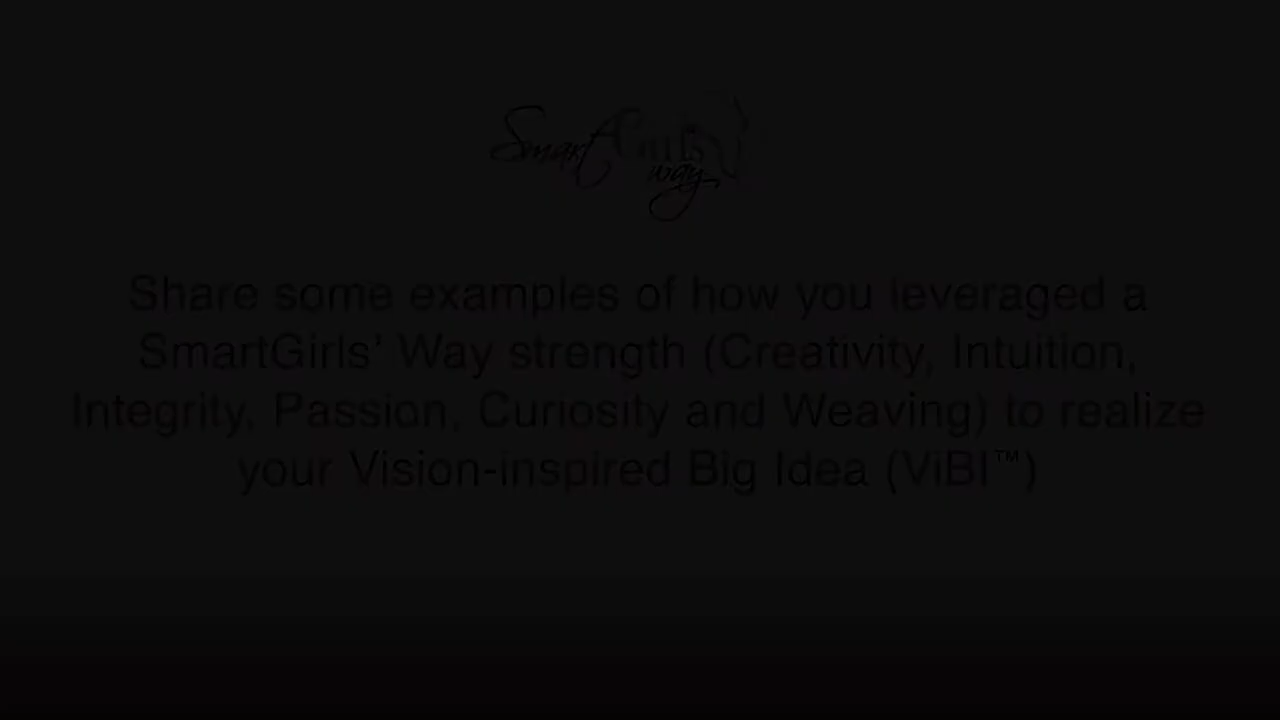 SmartGirls
way
Share some examples of how you leveraged a
SmartGirls’ Way strength (Creativity, Intuition,
Integrity, Passion, Curiosity and Weaving) to realize
your Vision-inspired Big Idea (ViBI™)